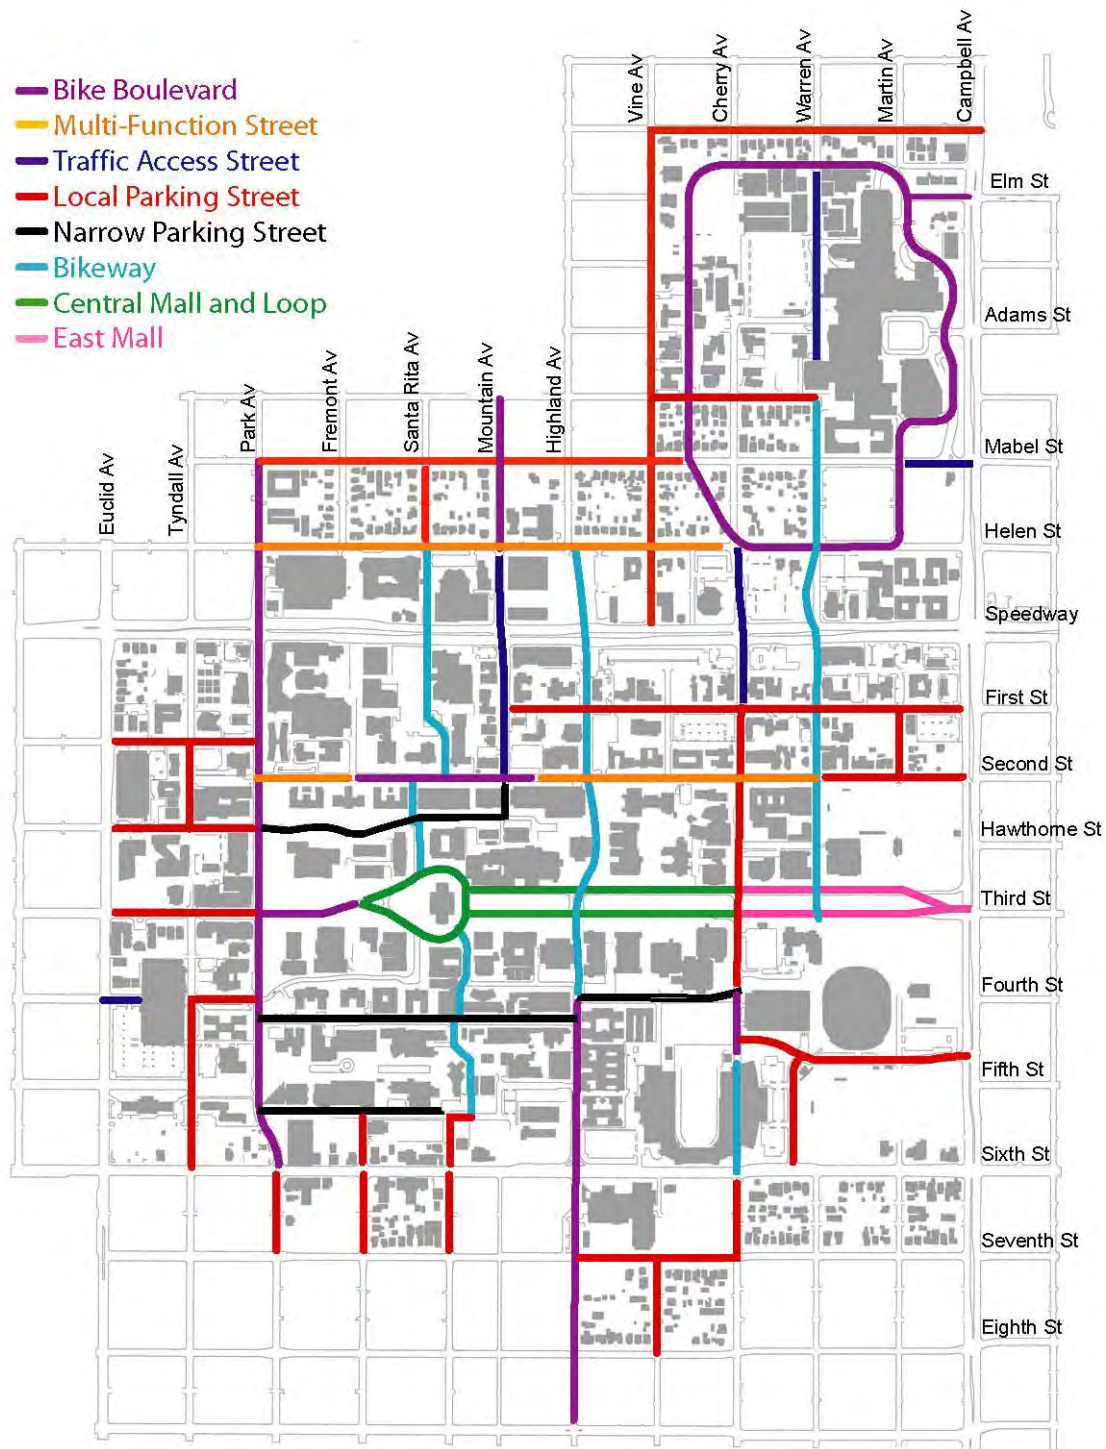 Bike Boulevard
Multi-Function Street
Traffic Access Street
Local Parking Street
Narrow Parking Street
Bikeway
Central Mall and Loop
East Mall
Euclid Av
Tyndall Av
Park Av
Fremont Av
Santa Rita Av
Mountain Av
Highland Av
Vine Av
Cherry Av
Warren Av
Martin Av
Campbell Av
Elm St
Adams St
Mabel St
Helen St
Speedway
First St
Second St
Hawthorne St
Third St
Fourth St
Fifth St
Sixth St
Seventh St
Eighth St